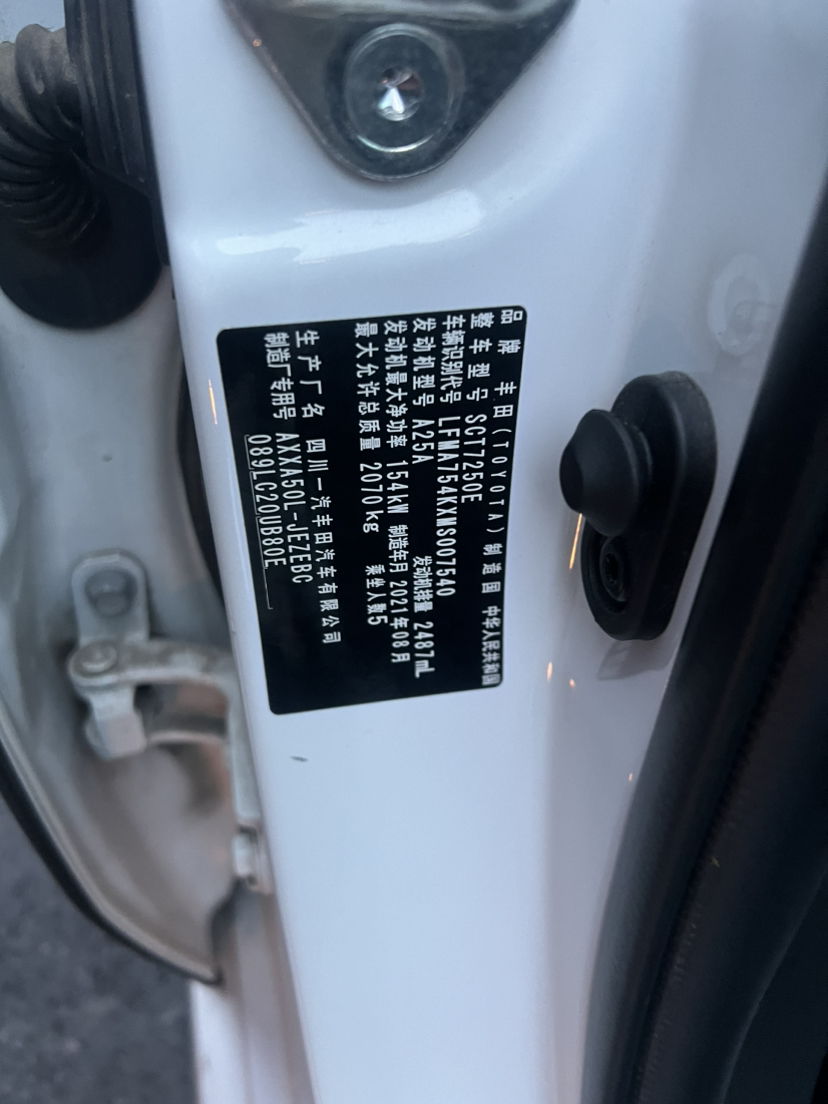 品牌 丰田(TOYOTA) 制造国 中华人民共和国
整车型号 SCT7250E
车辆识别代号 LFMA754KXMS007540
发动机型号 A25A 发动机排量 2487mL
发动机最大净功率 154kW 制造年月 2021年08月
最大允许总质量 2070kg 乘坐人数5
生产厂名 四川一汽丰田汽车有限公司
制造厂专用号 AXXA50L-JEZEBC
089LC20UB80E